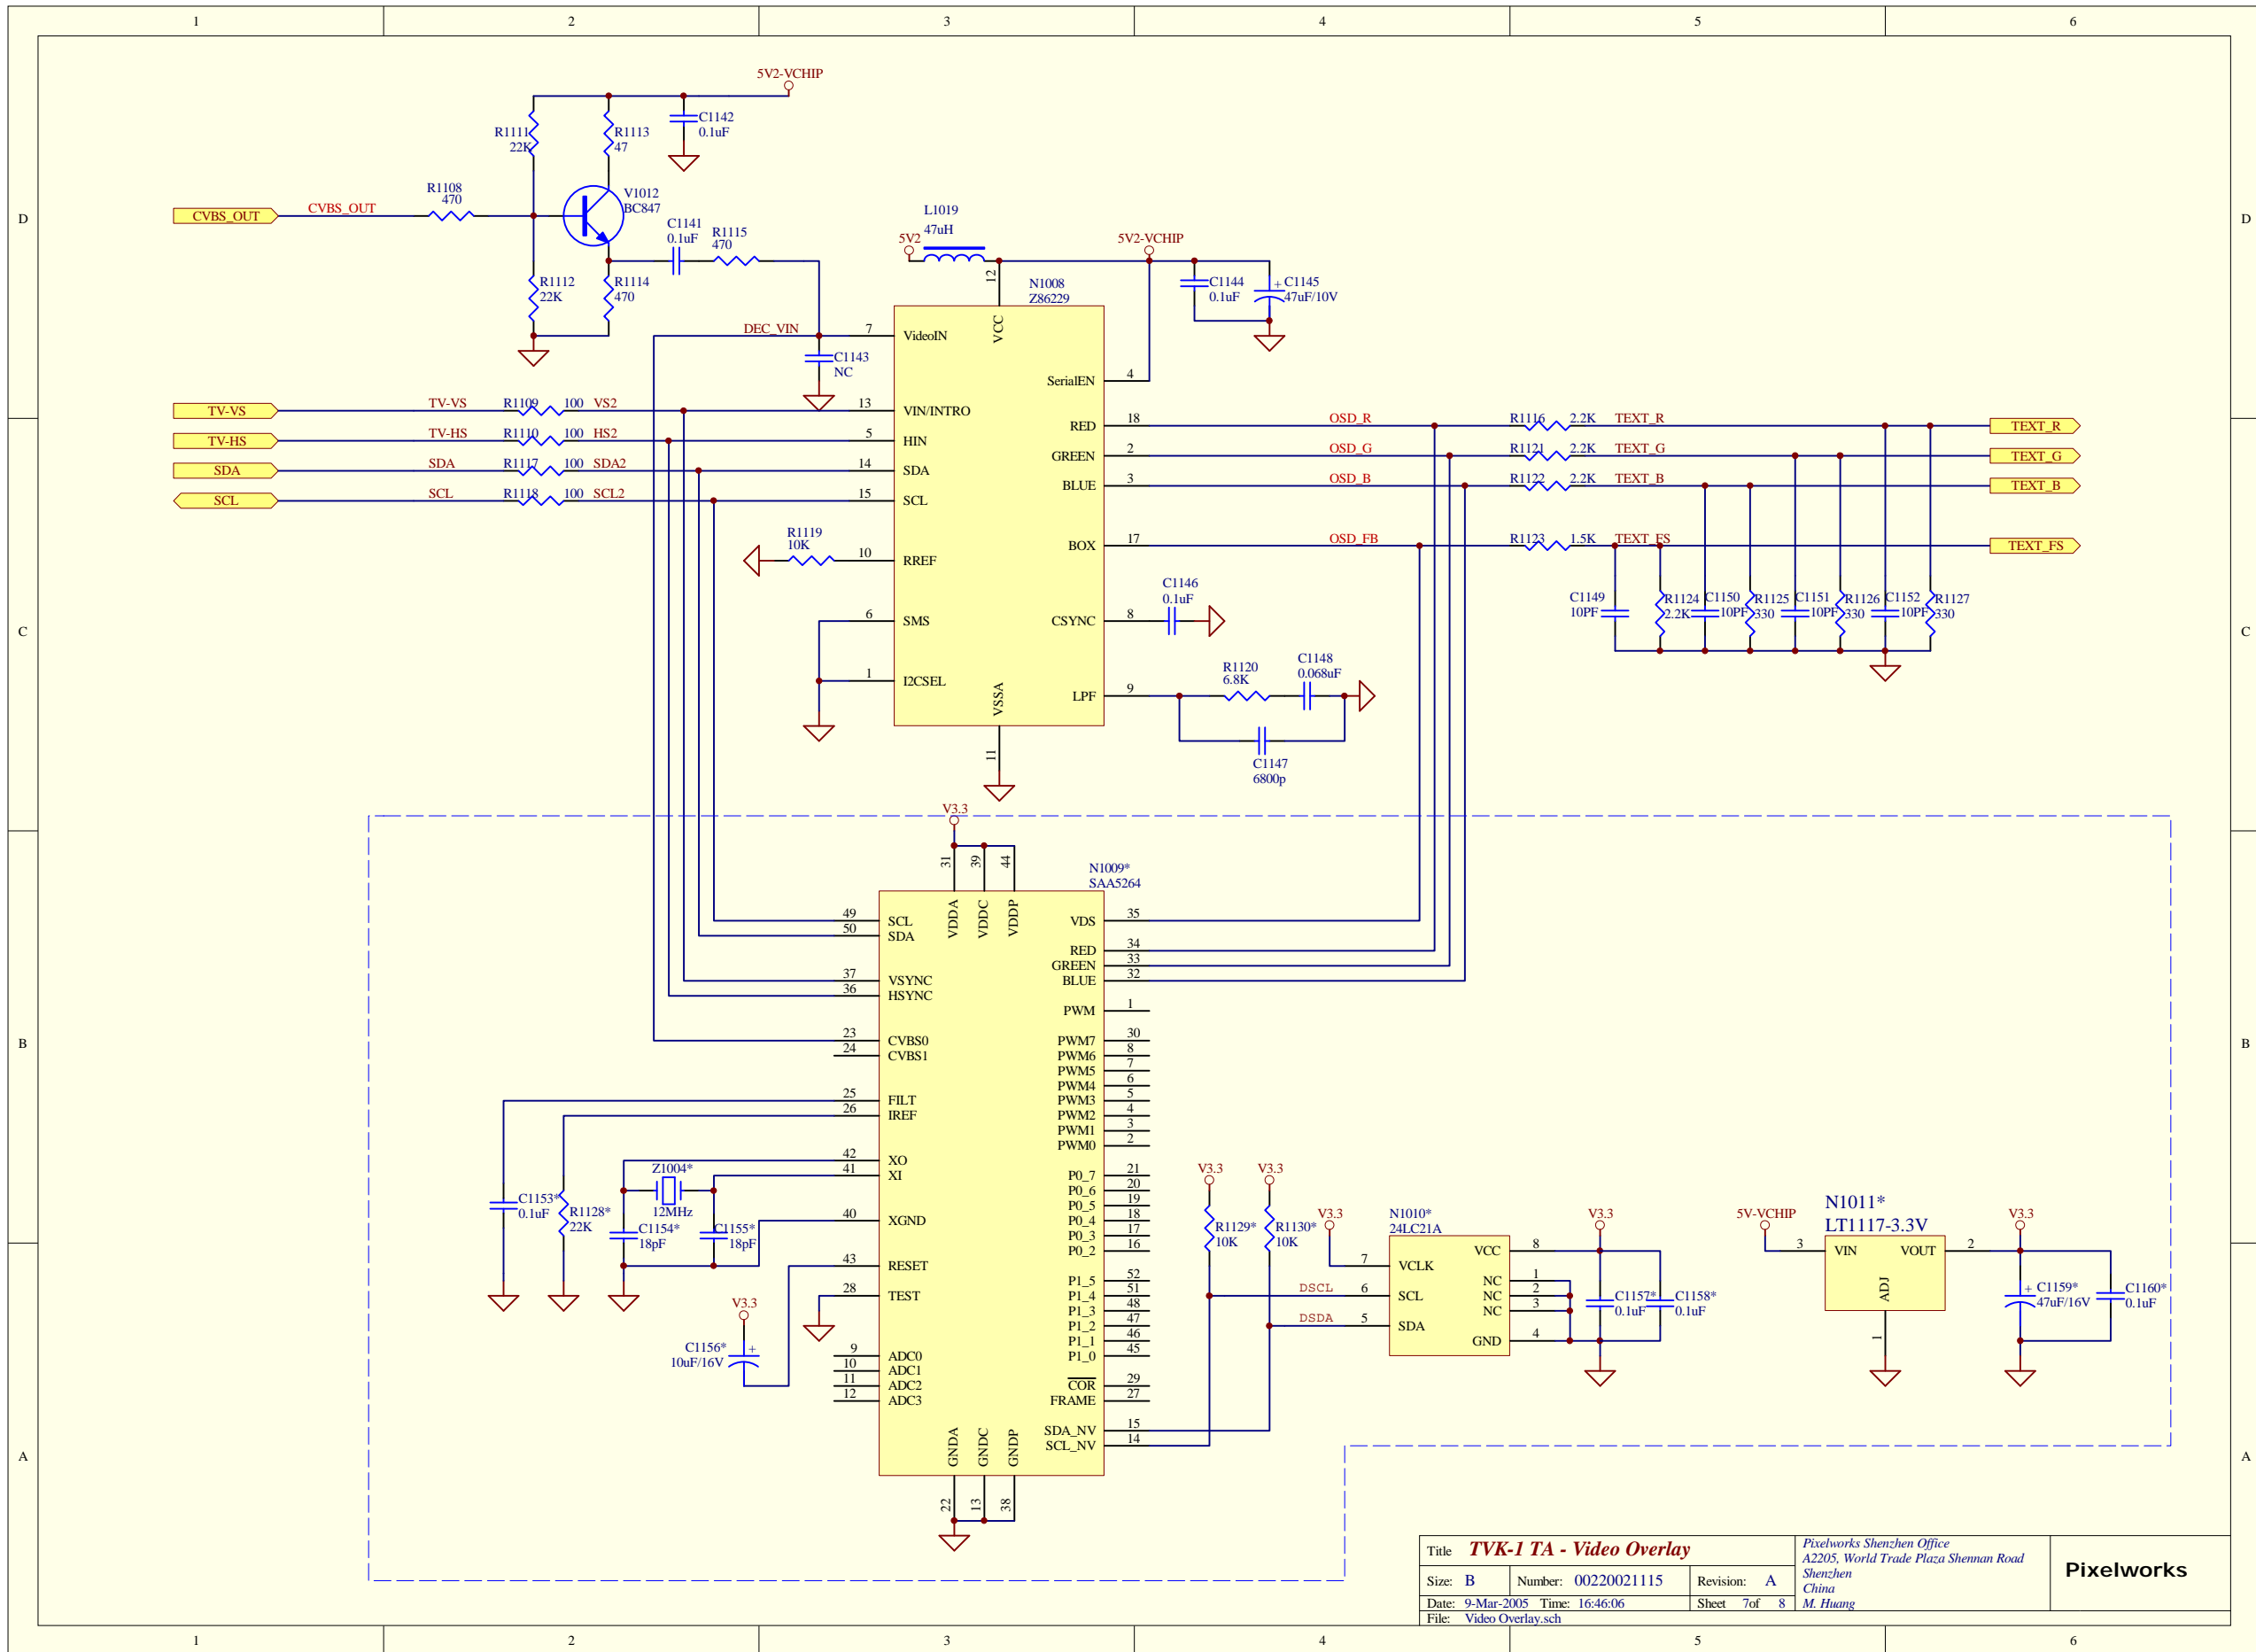 1 2 3 4 5 6
D
D
C
C
B
B
A
A
5V2-VCHIP
R1111
22K
R1113
47
C1142
0.1uF
V1012
BC847
CVBS_OUT
CVBS_OUT
R1108
470
C1141
0.1uF
R1115
470
R1112
22K
R1114
470
L1019
47uH
5V2
5V2-VCHIP
N1008
Z86229
C1144
0.1uF
C1145
+
47uF/10V
DEC_VIN
C1143
NC
7 VideoIN
12 VCC
SerialEN 4
TV-VS TV-VS R1109 100 VS2 13 VIN/INTRO
TV-HS TV-HS R1110 100 HS2 5 HIN
SDA SDA R1117 100 SDA2 14 SDA
SCL SCL R1118 100 SCL2 15 SCL
R1119
10K
10 RREF
6 SMS
1 I2CSEL
VSSA 11
RED 18 OSD_R R1116 2.2K TEXT_R TEXT_R
GREEN 2 OSD_G R1121 2.2K TEXT_G TEXT_G
BLUE 3 OSD_B R1122 2.2K TEXT_B TEXT_B
BOX 17 OSD_FB R1123 1.5K TEXT_FS TEXT_FS
CSYNC 8
C1146
0.1uF
LPF 9
R1120
6.8K
C1148
0.068uF
C1147
6800p
C1149
10PF
R1124
2.2K
C1150
10PF
R1125
330
C1151
10PF
R1126
330
C1152
10PF
R1127
330
V3.3
31 39 44
VDDA VDDC VDDP
N1009*
SAA5264
49 SCL
50 SDA
37 VSYNC
36 HSYNC
23 CVBS0
24 CVBS1
25 FILT
26 IREF
42 XO
41 XI
40 XGND
43 RESET
28 TEST
9 ADC0
10 ADC1
11 ADC2
12 ADC3
VDS 35
RED 34
GREEN 33
BLUE 32
PWM 1
PWM7 30
PWM6 8
PWM5 7
PWM4 6
PWM3 5
PWM2 4
PWM1 3
PWM0 2
P0_7 21
P0_6 20
P0_5 19
P0_4 18
P0_3 17
P0_2 16
P1_5 52
P1_4 51
P1_3 48
P1_2 47
P1_1 46
P1_0 45
COR 29
FRAME 27
SDA_NV 15
SCL_NV 14
GNDA GNDC GNDP
22 13 38
C1153*
0.1uF
R1128*
22K
Z1004*
12MHz
C1154*
18pF
C1155*
18pF
V3.3
C1156*
+
10uF/16V
V3.3
R1129*
10K
V3.3
R1130*
10K
V3.3
DSCL
DSDA
N1010*
24LC21A
7 VCLK
6 SCL
5 SDA
VCC 8
NC 1
NC 2
NC 3
GND 4
V3.3
C1157*
0.1uF
C1158*
0.1uF
5V-VCHIP
N1011*
LT1117-3.3V
3 VIN
VOUT 2
ADJ
1
V3.3
+
C1159*
47uF/16V
C1160*
0.1uF
Title TVK-1 TA - Video Overlay
Size: B Number: 00220021115 Revision: A
Date: 9-Mar-2005 Time: 16:46:06 Sheet 7of 8
File: Video Overlay.sch
Pixelworks Shenzhen Office
A2205, World Trade Plaza Shennan Road
Shenzhen
China
M. Huang
Pixelworks
1 2 3 4 5 6